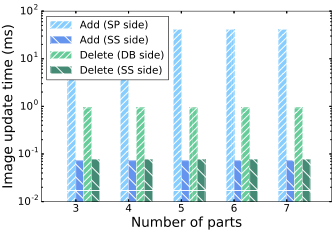 10²
10¹
10⁰
10⁻¹
10⁻²
Image update time (ms)
Add (SP side)
Add (SS side)
Delete (DB side)
Delete (SS side)
3 4 5 6 7
Number of parts